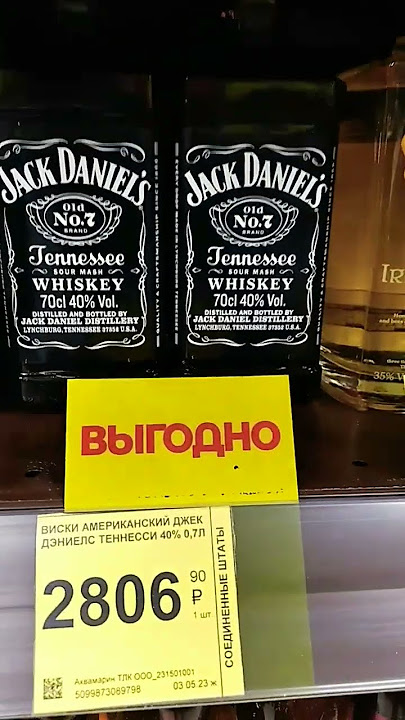 JACK DANIEL'S
Old
No.7
BRAND
Tennessee
SOUR MASH
WHISKEY
70cl 40% Vol.
DISTILLED AND BOTTLED BY
JACK DANIEL DISTILLERY
LYNCHBURG, TENNESSEE 37352 U.S.A.
JACK DANIEL'S
Old
No.7
BRAND
Tennessee
SOUR MASH
WHISKEY
70cl 40% Vol.
DISTILLED AND BOTTLED BY
JACK DANIEL DISTILLERY
LYNCHBURG, TENNESSEE 37352 U.S.A.
35%
ВЫГОДНО
ВИСКИ АМЕРИКАНСКИЙ ДЖЕК
ДЭНИЕЛС ТЕННЕССИ 40% 0,7Л
2806 90
₽
1 шт
СОЕДИНЕННЫЕ ШТАТЫ
Аквамарин ТЛК ООО_231501001
5099873089798 03.05.23 ж